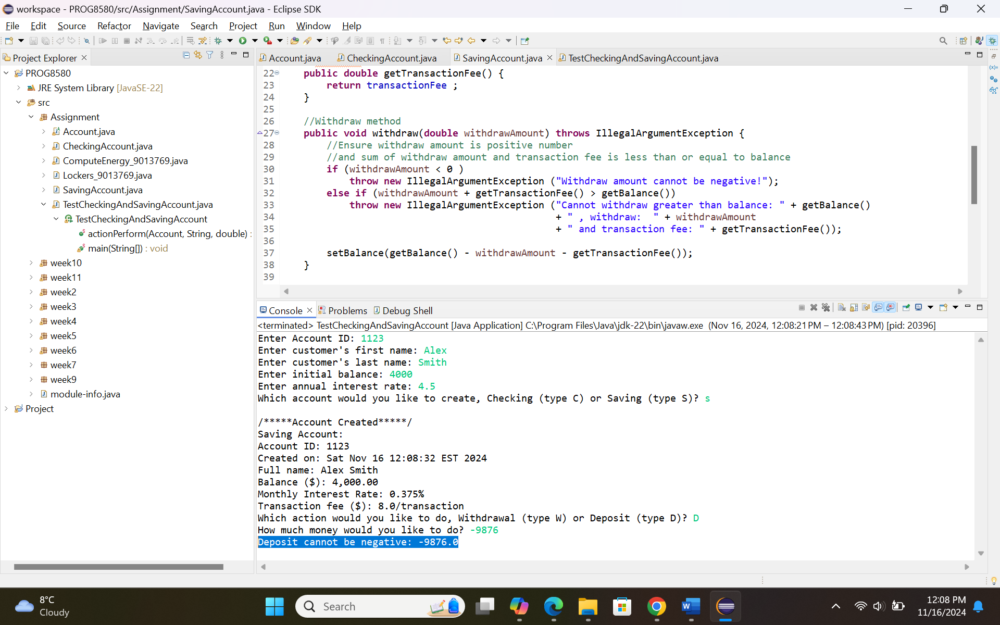 workspace - PROG8580/src/Assignment/SavingAccount.java - Eclipse SDK
File Edit Source Refactor Navigate Search Project Run Window Help
Project Explorer
PROG8580
JRE System Library [JavaSE-22]
src
Assignment
Account.java
CheckingAccount.java
ComputeEnergy_9013769.java
Lockers_9013769.java
SavingAccount.java
TestCheckingAndSavingAccount.java
TestCheckingAndSavingAccount
actionPerform(Account, String, double) :
main(String[]) : void
week10
week11
week2
week3
week4
week5
week6
week7
week9
module-info.java
Project
Account.java CheckingAccount.java SavingAccount.java TestCheckingAndSavingAccount.java
22 public double getTransactionFee() {
23 return transactionFee ;
24 }
25
26 //Withdraw method
27 public void withdraw(double withdrawAmount) throws IllegalArgumentException {
28 //Ensure withdraw amount is positive number
29 //and sum of withdraw amount and transaction fee is less than or equal to balance
30 if (withdrawAmount < 0 )
31 throw new IllegalArgumentException ("Withdraw amount cannot be negative!");
32 else if (withdrawAmount + getTransactionFee() > getBalance())
33 throw new IllegalArgumentException ("Cannot withdraw greater than balance: " + getBalance()
34 + " , withdraw:  " + withdrawAmount
35 + " and transaction fee: " + getTransactionFee());
36
37 setBalance(getBalance() - withdrawAmount - getTransactionFee());
38 }
39
Console Problems Debug Shell
<terminated> TestCheckingAndSavingAccount [Java Application] C:\Program Files\Java\jdk-22\bin\javaw.exe (Nov 16, 2024, 12:08:21 PM – 12:08:43 PM) [pid: 20396]
Enter Account ID: 1123
Enter customer's first name: Alex
Enter customer's last name: Smith
Enter initial balance: 4000
Enter annual interest rate: 4.5
Which account would you like to create, Checking (type C) or Saving (type S)? s
/*****Account Created*****/
Saving Account:
Account ID: 1123
Created on: Sat Nov 16 12:08:32 EST 2024
Full name: Alex Smith
Balance ($): 4,000.00
Monthly Interest Rate: 0.375%
Transaction fee ($): 8.0/transaction
Which action would you like to do, Withdrawal (type W) or Deposit (type D)? D
How much money would you like to do? -9876
Deposit cannot be negative: -9876.0
8°C
Cloudy
Search
12:08 PM
11/16/2024